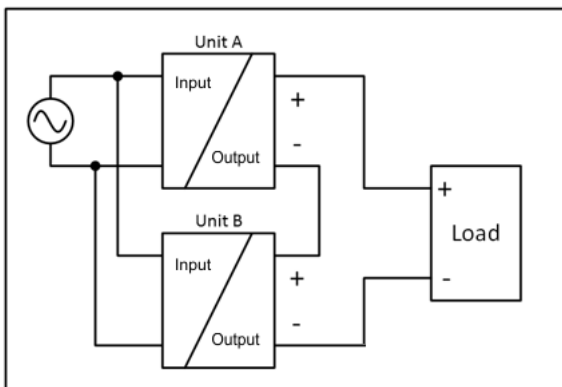 Unit A
Input
+
-
Output
Unit B
Input
+
-
Output
+
Load
-